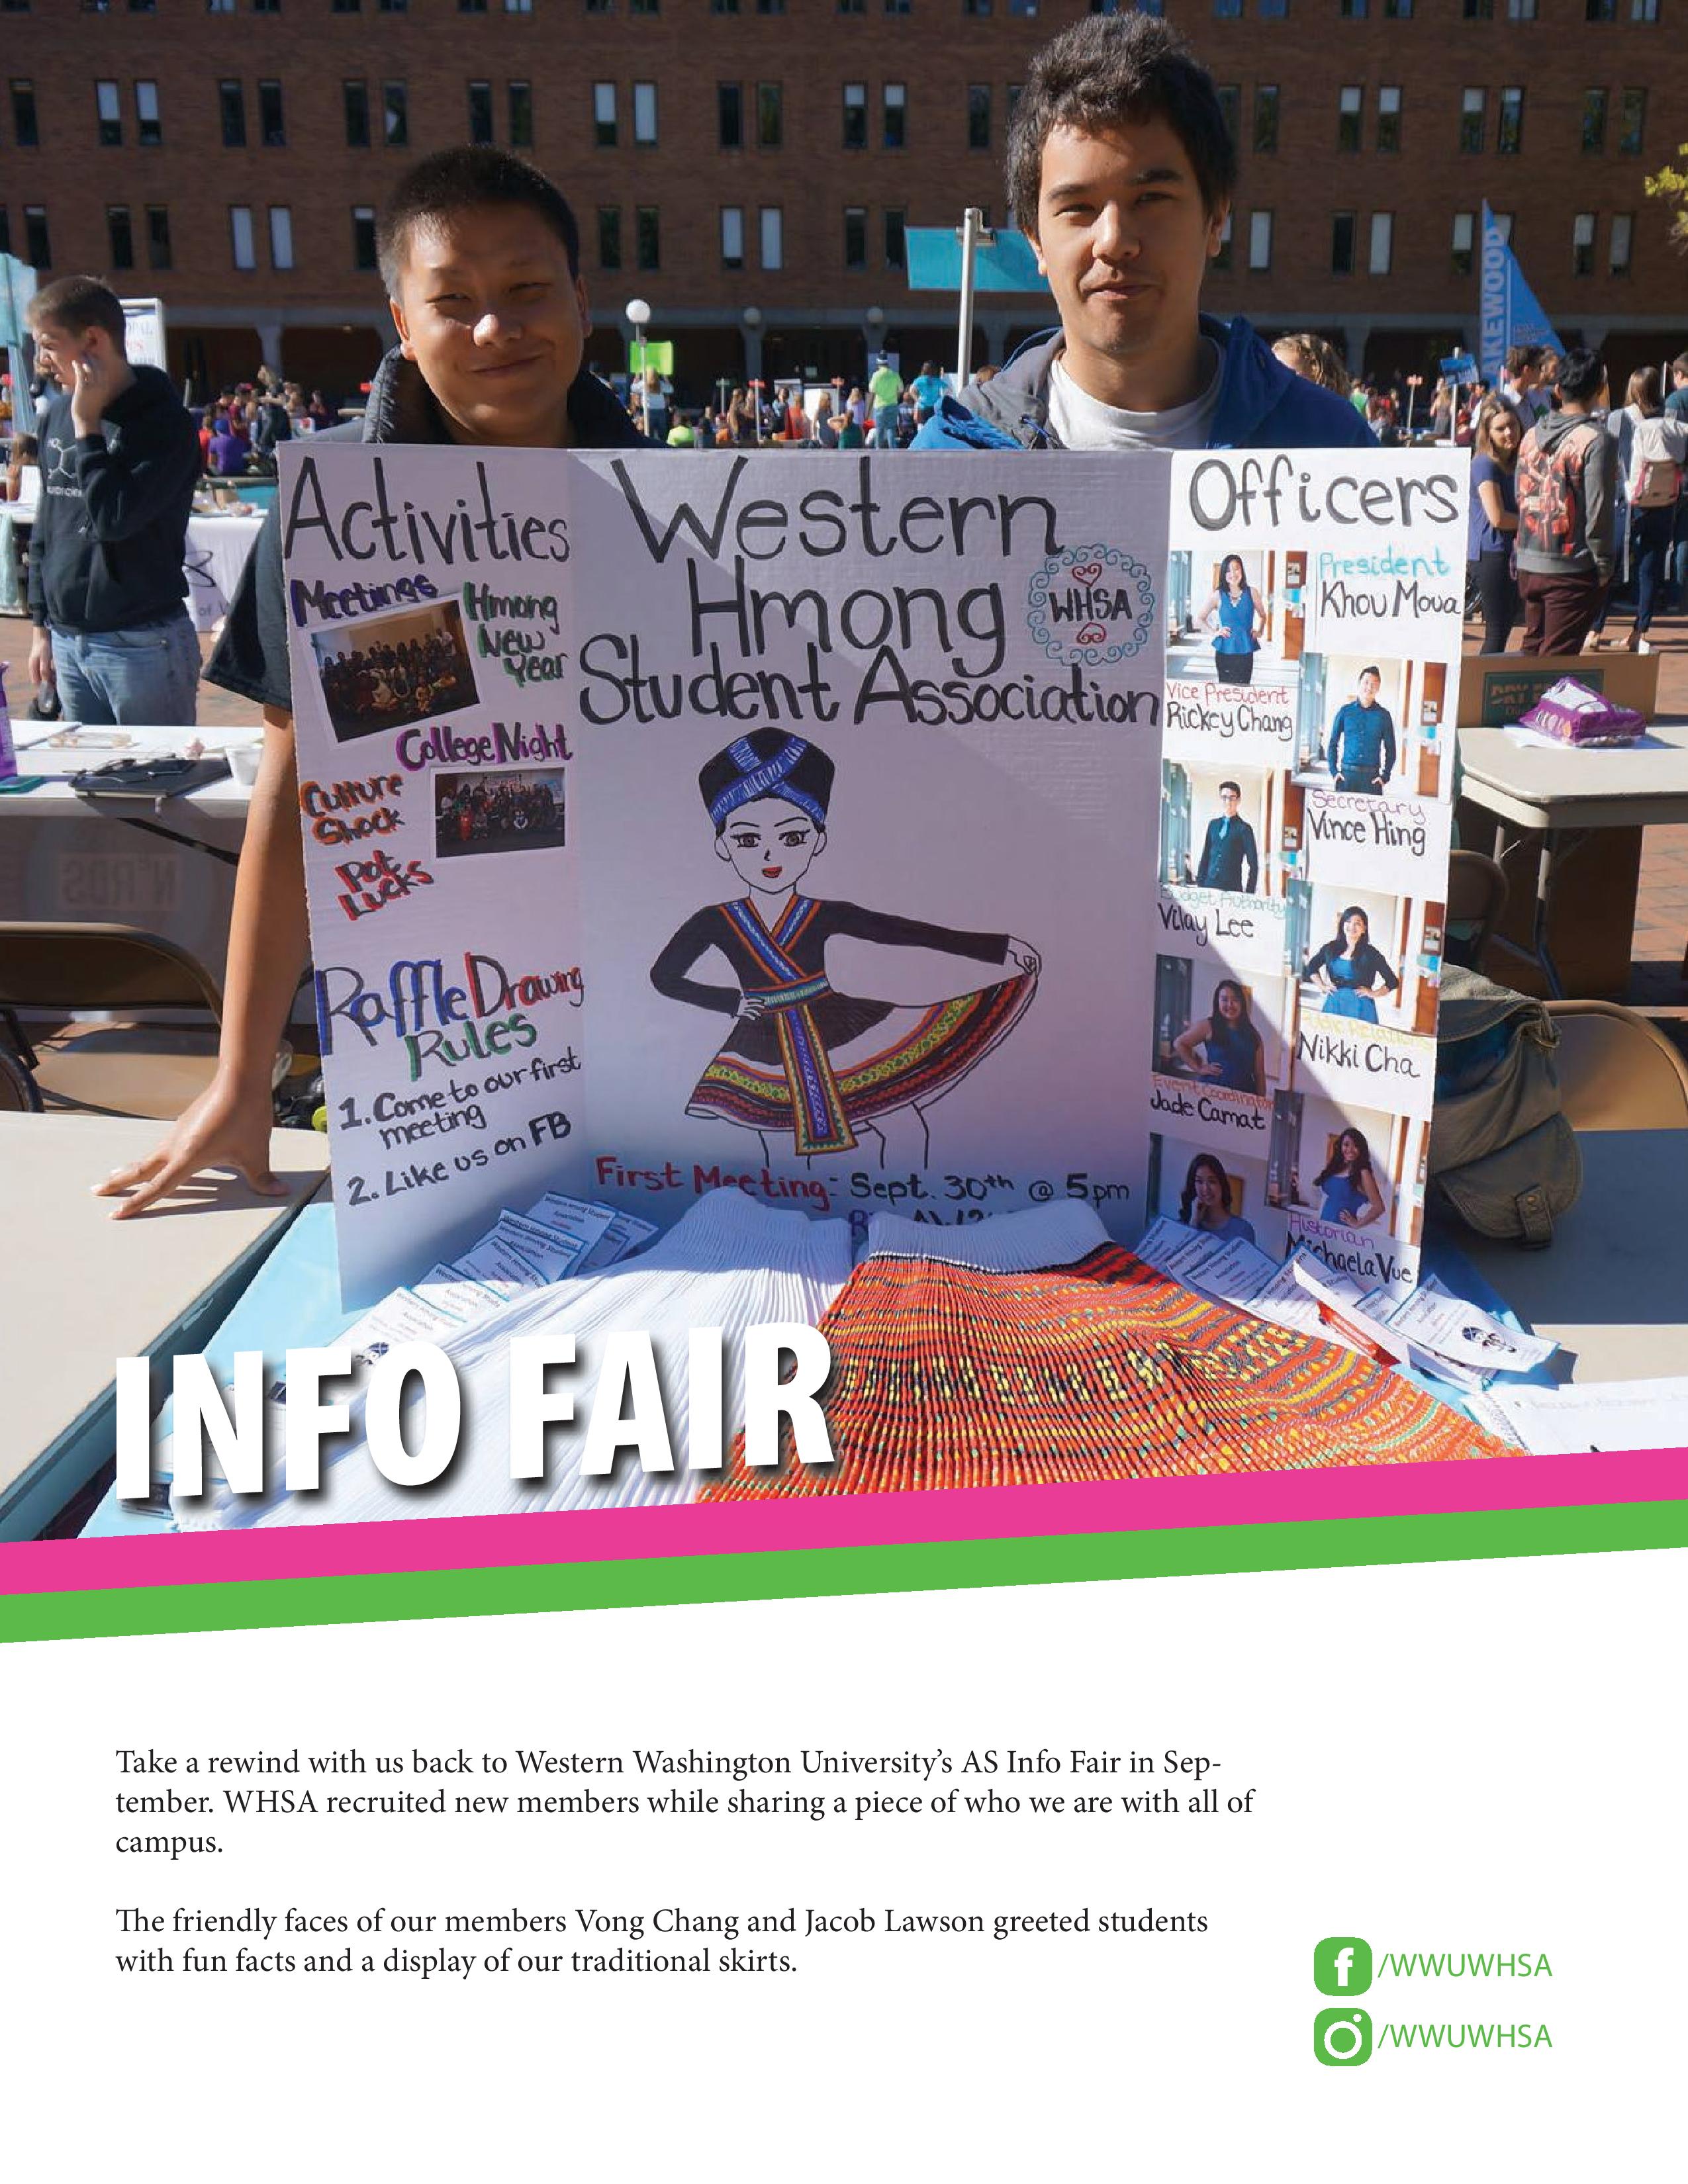 Activities
Meetings
Hmong
New
Year
College Night
Culture
Shock
Pot
Lucks
Raffle Drawing
Rules
1. Come to our first
meeting
2. Like us on FB
Western
Hmong
Student Association
WHSA
First Meeting: Sept. 30th @ 5pm
Officers
President
Khou Moua
Vice President
Rickey Chang
Secretary
Vince Hing
Budget Authority
Vilay Lee
Nikki Cha
Event Coordinator
Jade Camat
Historian
Michaela Vue
LAKEWOOD
INFO FAIR
Take a rewind with us back to Western Washington University’s AS Info Fair in Sep-
tember. WHSA recruited new members while sharing a piece of who we are with all of
campus.
The friendly faces of our members Vong Chang and Jacob Lawson greeted students
with fun facts and a display of our traditional skirts.
/WWUWHSA
/WWUWHSA